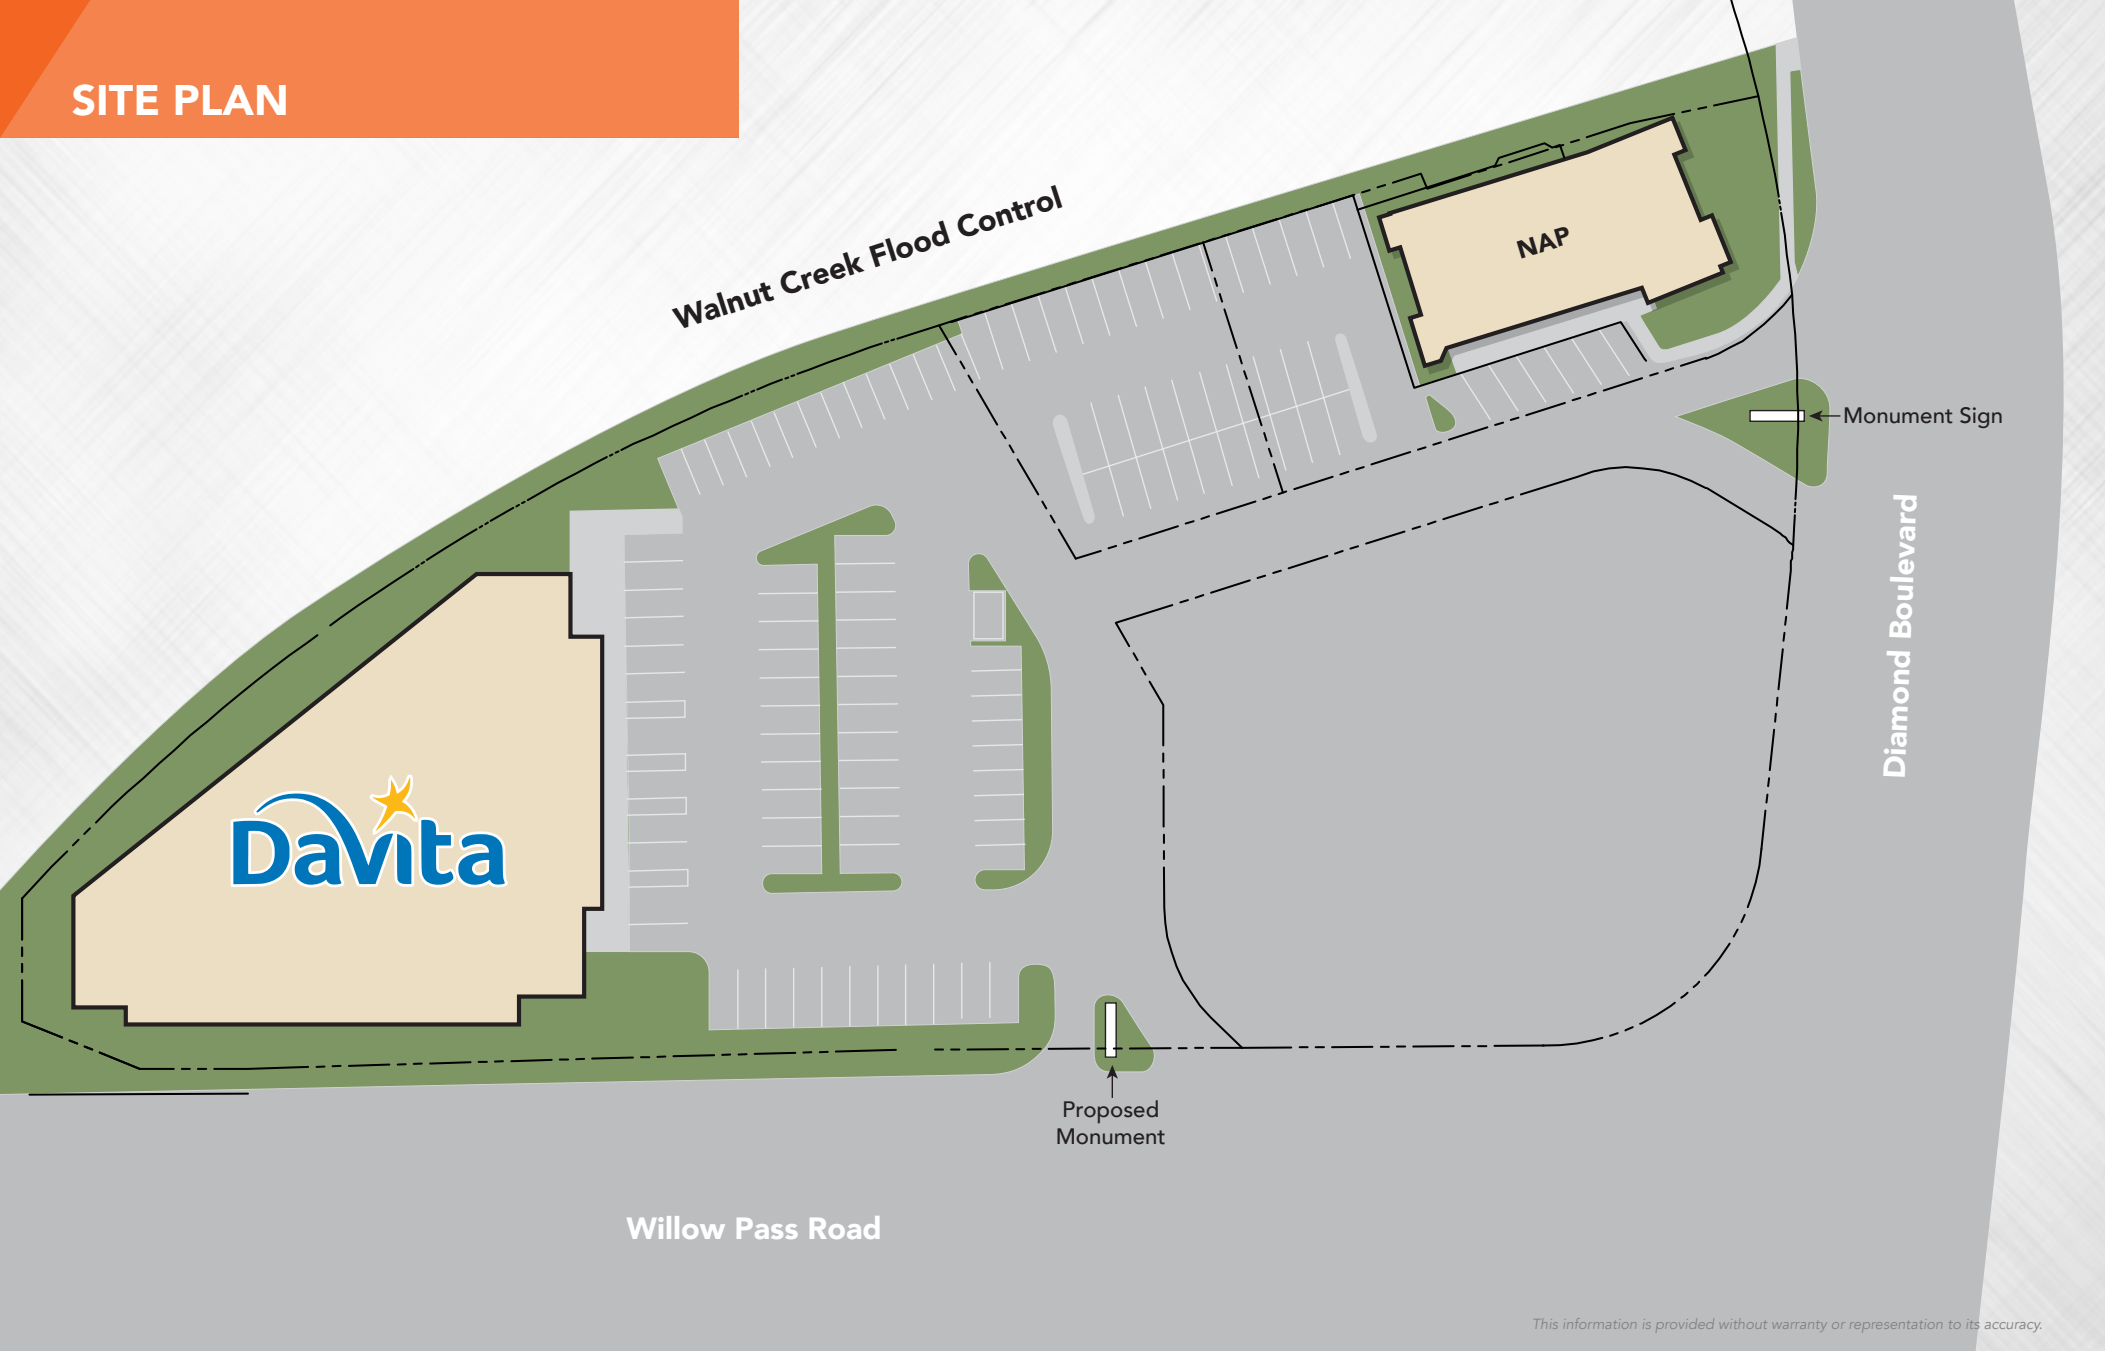 SITE PLAN
Walnut Creek Flood Control
NAP
Monument Sign
Diamond Boulevard
DaVita
Proposed
Monument
Willow Pass Road
This information is provided without warranty or representation to its accuracy.